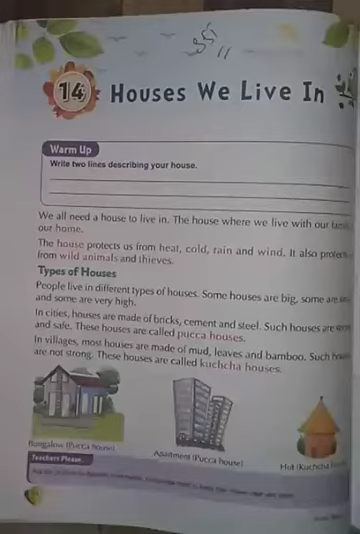 14 Houses We Live In
Warm Up
Write two lines describing your house.
We all need a house to live in. The house where we live with our
our home.
The house protects us from heat, cold, rain and wind. It also protects
from wild animals and thieves.
Types of Houses
People live in different types of houses. Some houses are big, some are
and some are very high.
In cities, houses are made of bricks, cement and steel. Such houses are
and safe. These houses are called pucca houses.
In villages, most houses are made of mud, leaves and bamboo. Such
are not strong. These houses are called kuchcha houses.
Bungalow (Pucca house)
Apartment (Pucca house)
Hut (Kuchcha
Teachers Please